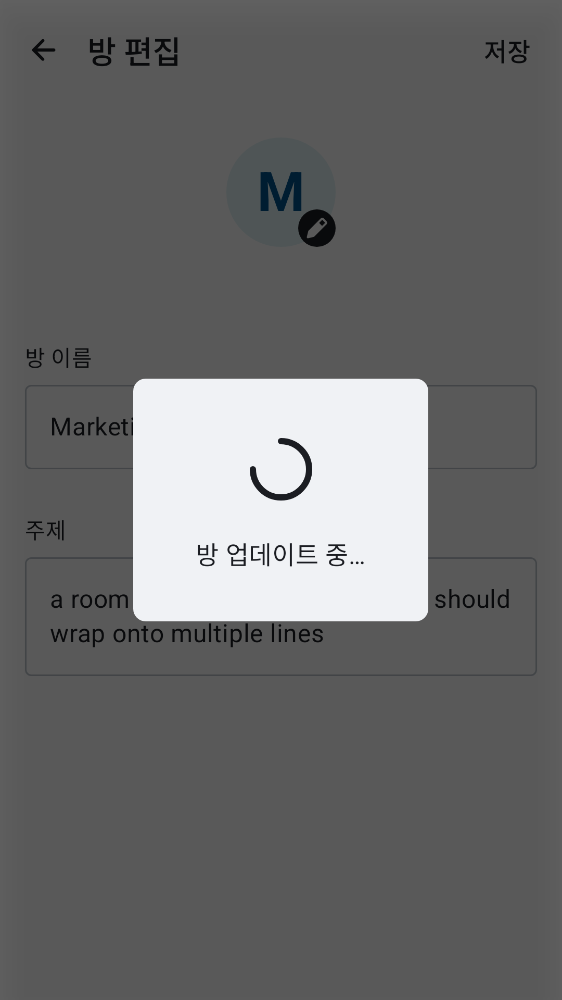 방 편집
저장
M
방 이름
Marketi
방 업데이트 중...
주제
a room should
wrap onto multiple lines